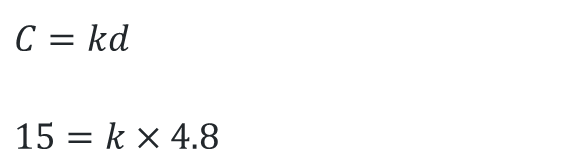 C = kd
15 = k × 4.8